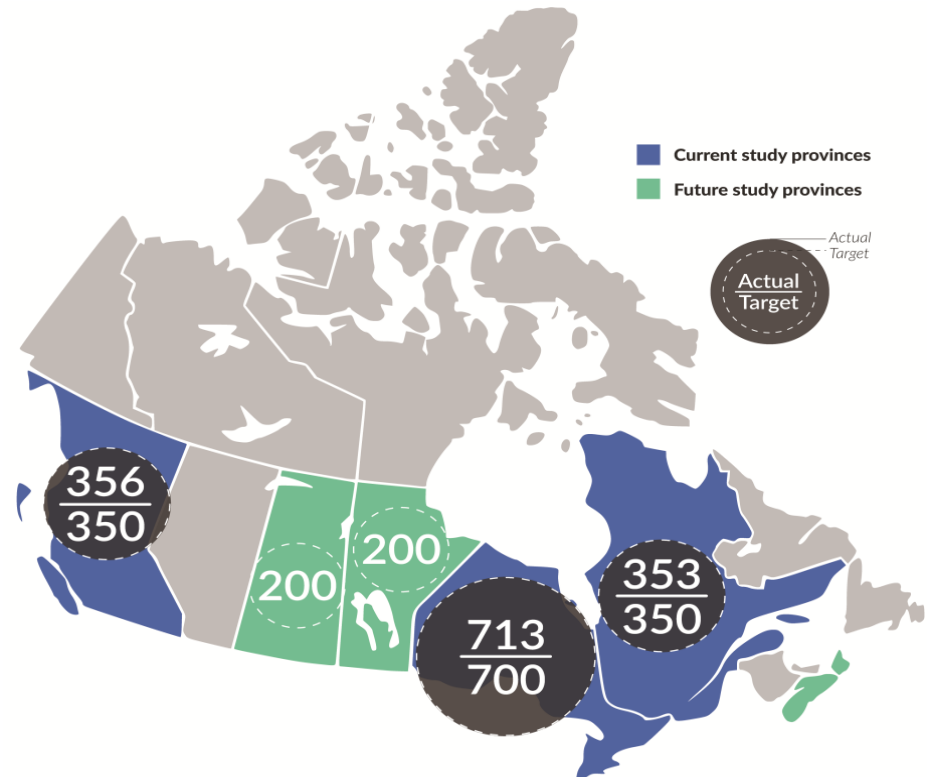 Current study provinces
Future study provinces
Actual
Target
Actual
Target
356
350
200
200
353
350
713
700